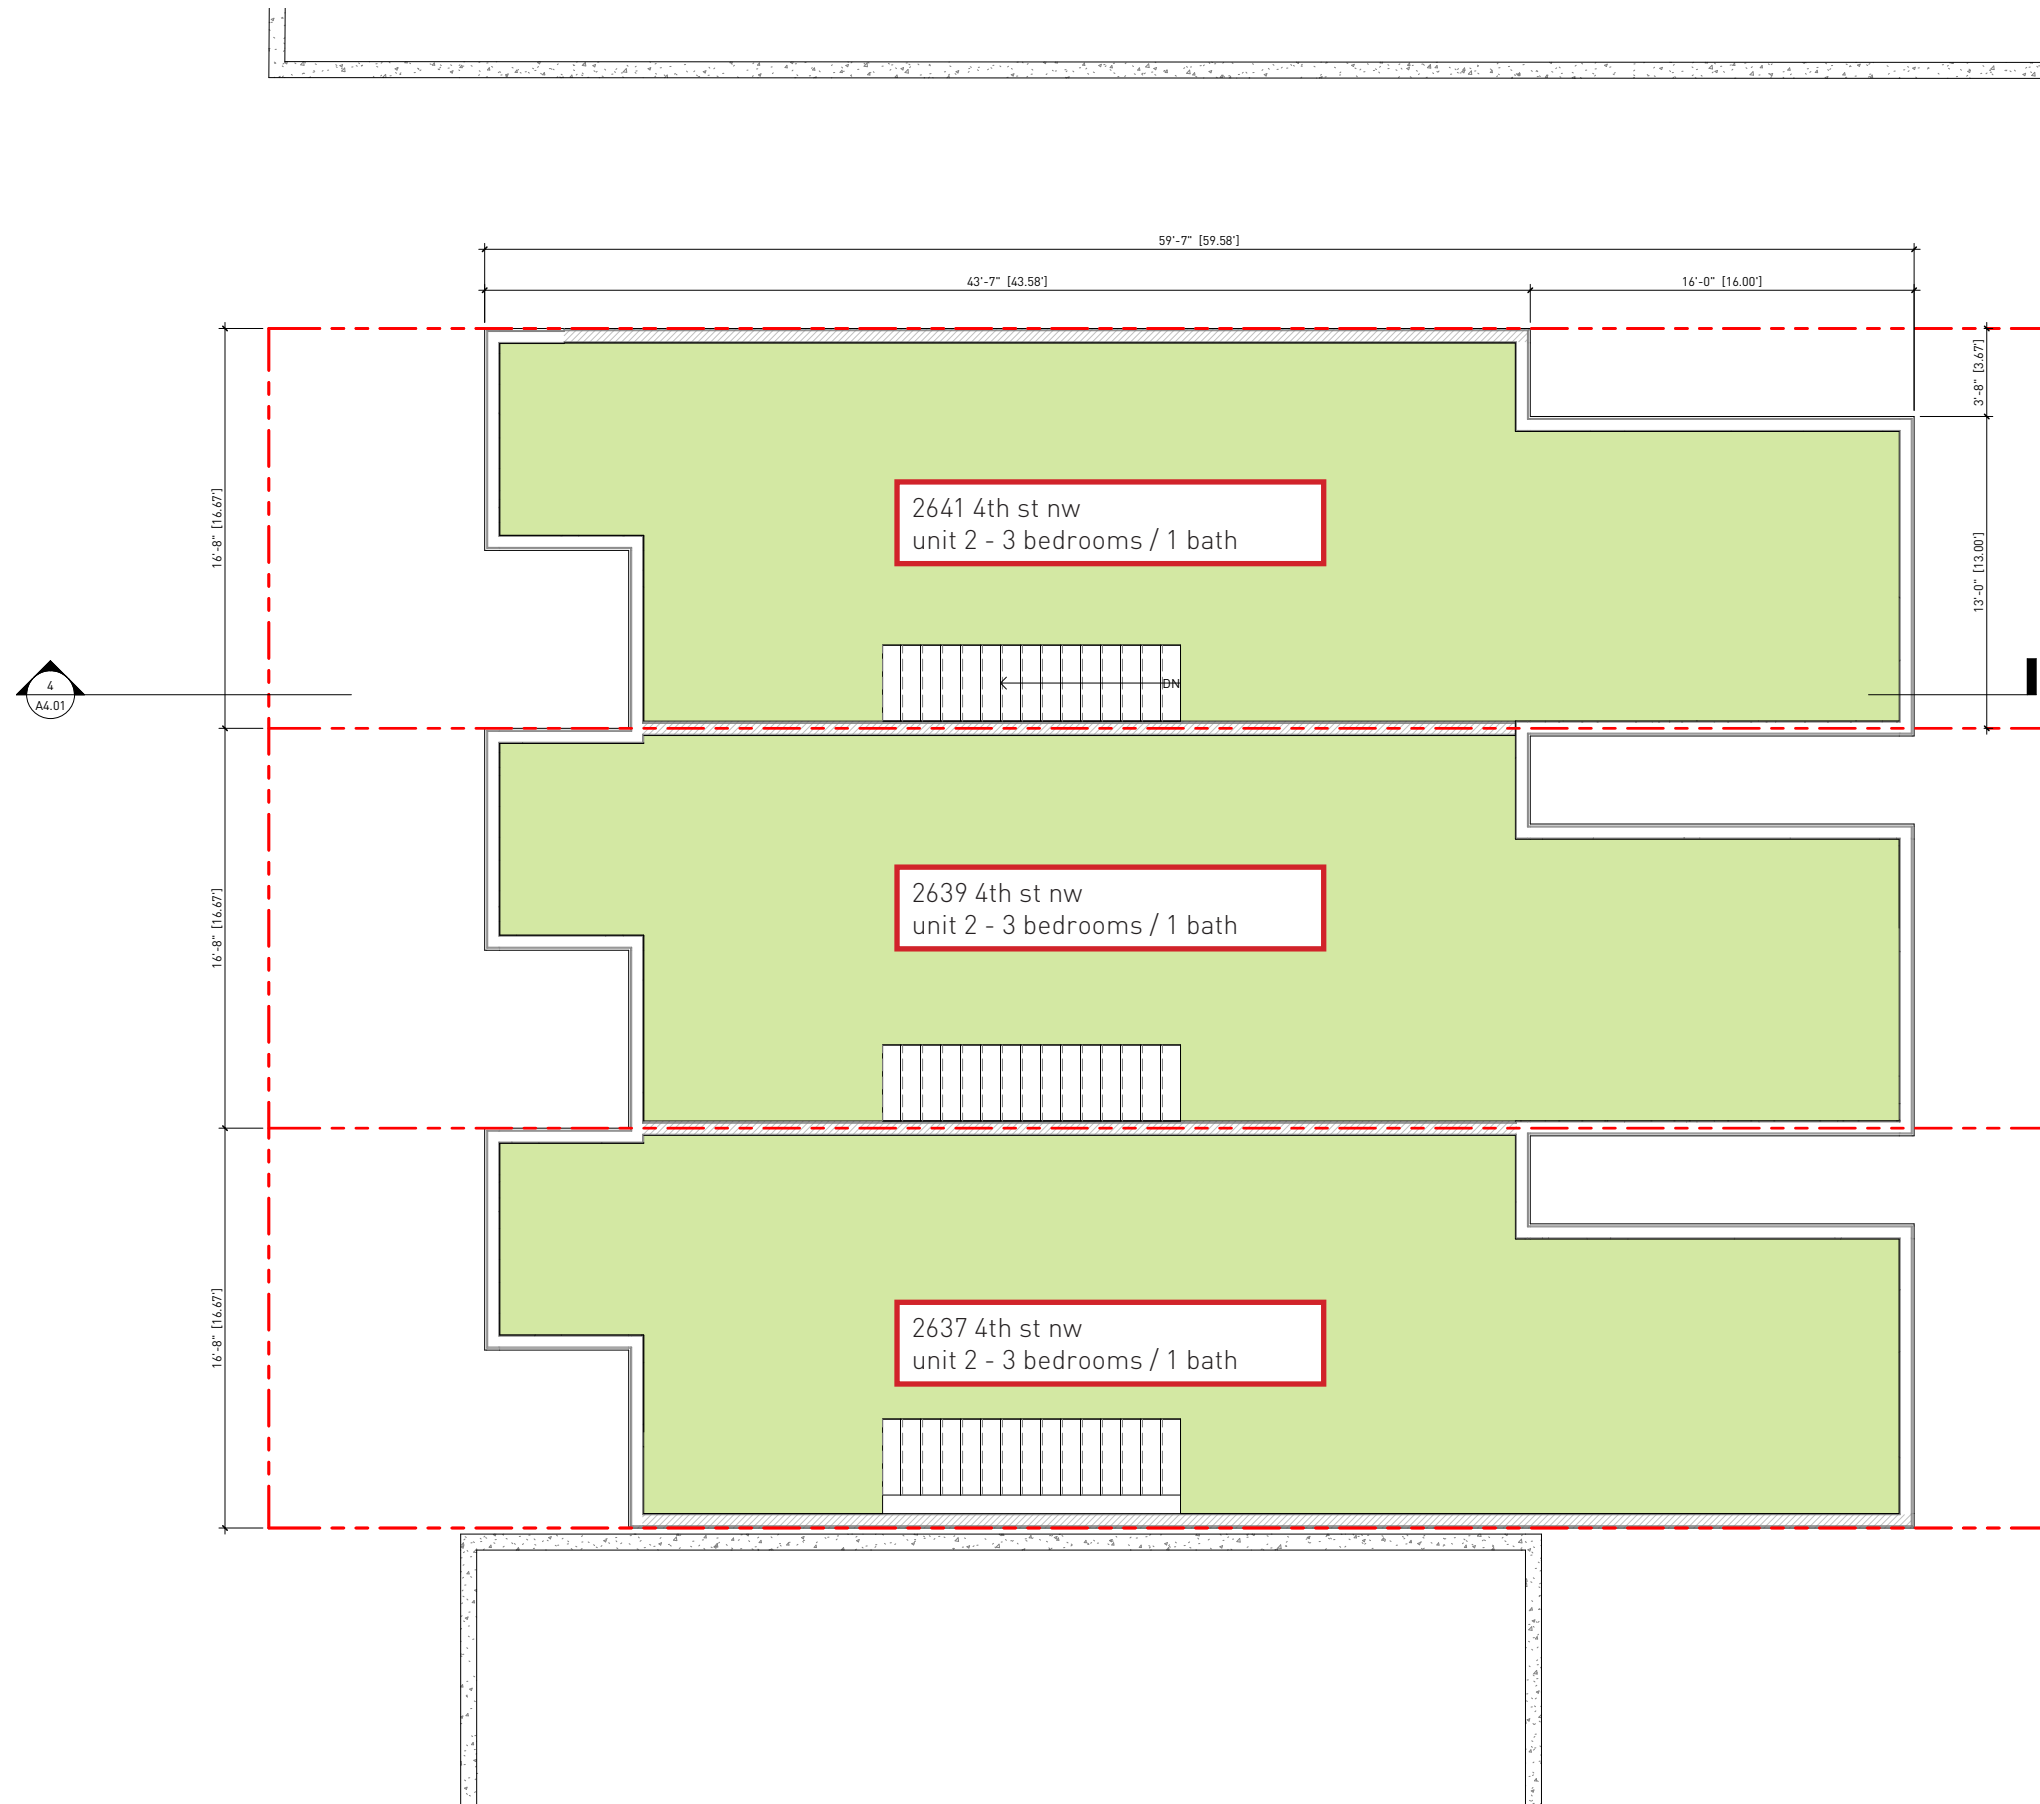 59'-7" [59.58']
43'-7" [43.58']
16'-0" [16.00']
3'-8" [3.67']
16'-8" [16.67']
2641 4th st nw
unit 2 - 3 bedrooms / 1 bath
13'-0" [13.00']
DN
4
A4.01
16'-8" [16.67']
2639 4th st nw
unit 2 - 3 bedrooms / 1 bath
16'-8" [16.67']
2637 4th st nw
unit 2 - 3 bedrooms / 1 bath